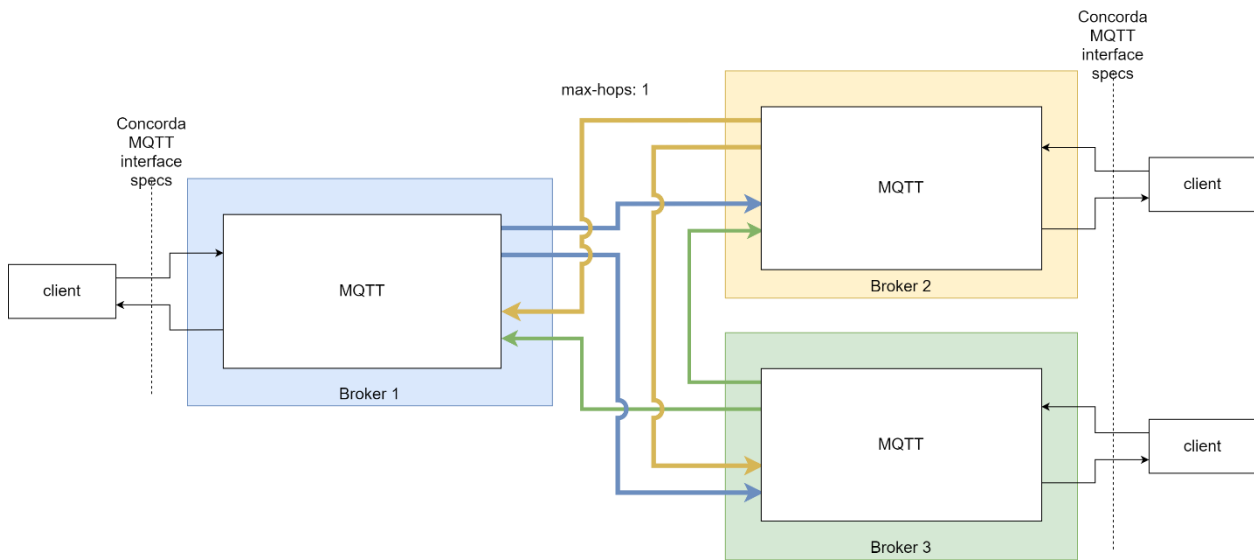 Concorda
MQTT
interface
specs
max-hops: 1
MQTT
client
Broker 2
Concorda
MQTT
interface
specs
client
MQTT
Broker 1
MQTT
client
Broker 3